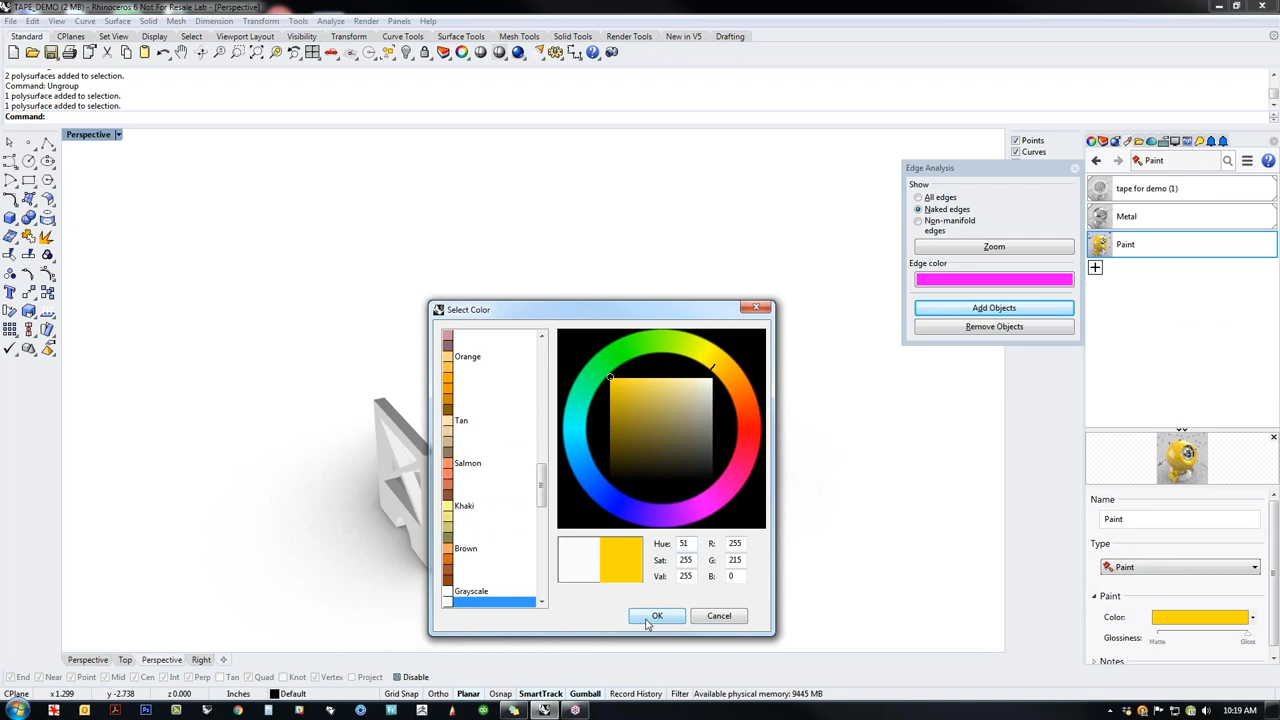 TAPE_DEMO (2 MB) - Rhinoceros 6 Not For Resale Lab - [Perspective]
File Edit View Curve Surface Solid Mesh Dimension Transform Tools Analyze Render Panels Help
Standard CPlanes Set View Display Select Viewport Layout Visibility Transform Curve Tools Surface Tools Mesh Tools Solid Tools Render Tools New in V5 Drafting
2 polysurfaces added to selection.
Command: Ungroup
1 polysurface added to selection.
1 polysurface added to selection.
Command:
Perspective
Points
Curves
Paint
Edge Analysis
Show
All edges
Naked edges
Non-manifold
edges
Zoom
Edge color
Add Objects
Remove Objects
tape for demo (1)
Metal
Paint
Select Color
Orange
Tan
Salmon
Khaki
Brown
Grayscale
Hue: 51 R: 255
Sat: 255 G: 215
Val: 255 B: 0
OK Cancel
Name
Paint
Type
Paint
Paint
Color:
Glossiness:
Matte Gloss
Notes
Perspective Top Perspective Right
End Near Point Mid Cen Int Perp Tan Quad Knot Vertex Project Disable
CPlane x 1.299 y -2.738 z 0.000 Inches Default Grid Snap Ortho Planar Osnap SmartTrack Gumball Record History Filter Available physical memory: 9445 MB
10:19 AM